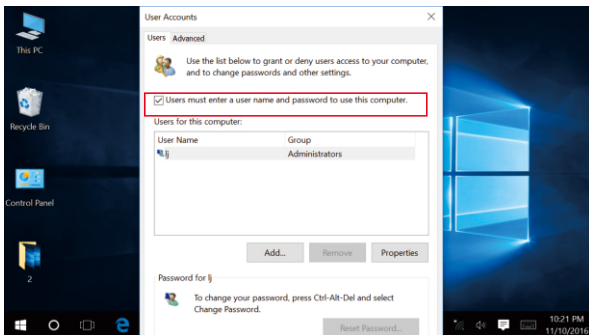 This PC
Recycle Bin
Control Panel
2
User Accounts
Users Advanced
Use the list below to grant or deny users access to your computer,
and to change passwords and other settings.
Users must enter a user name and password to use this computer.
Users for this computer:
User Name Group
lj Administrators
Add... Remove Properties
Password for lj
To change your password, press Ctrl-Alt-Del and select
Change Password.
Reset Password...
10:21 PM
11/10/2016